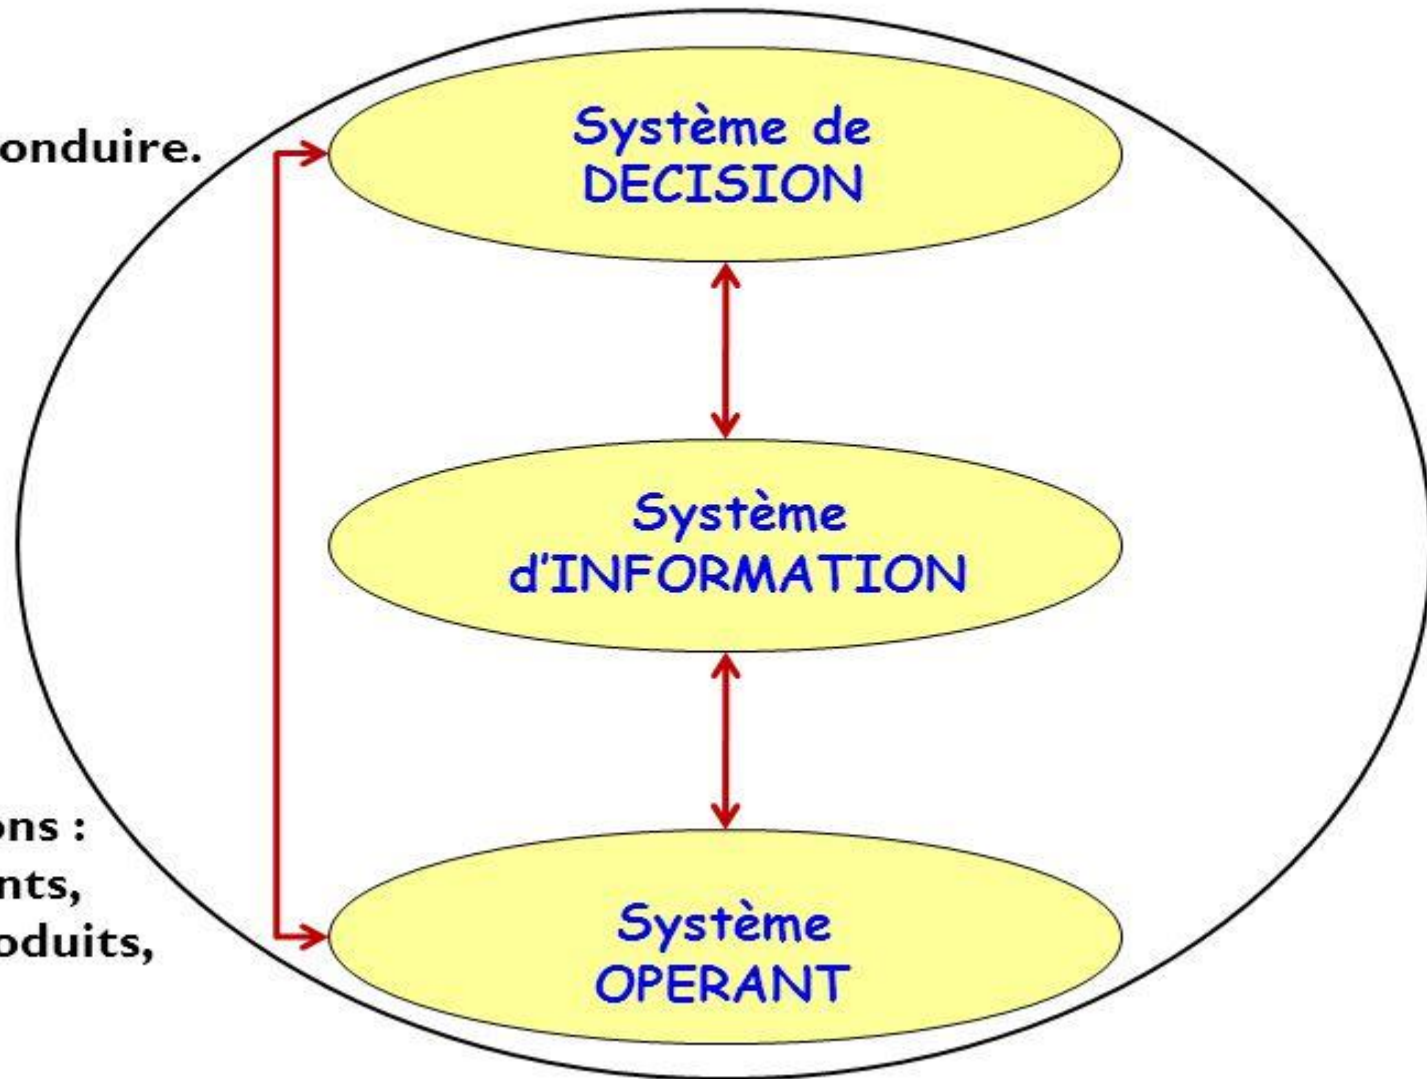 onduire.
Système de
DECISION
Système
d'INFORMATION
ons :
nts,
oduits,
Système
OPERANT